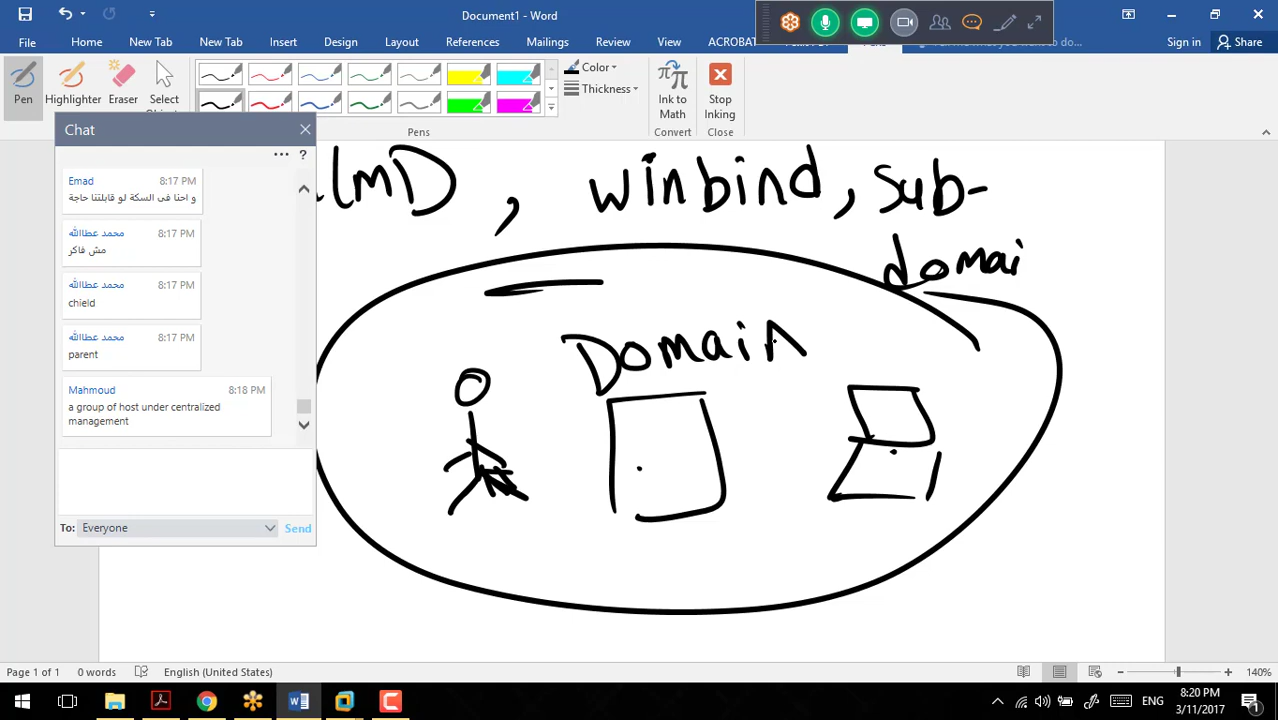 Document1 - Word
File Home New Tab New Tab Insert Design Layout References Mailings Review View ACROBAT
Sign in Share
Pen Highlighter Eraser Select
Color
Thickness
Ink to Math
Stop Inking
Pens Convert Close
Chat
Emad 8:17 PM
و احنا فى السكة لو قابلتنا حاجة
محمد عطاالله 8:17 PM
مش فاكر
محمد عطاالله 8:17 PM
chield
محمد عطاالله 8:17 PM
parent
Mahmoud 8:18 PM
a group of host under centralized
management
To: Everyone Send
lmD , winbind, sub-
domai
Domain
Page 1 of 1 0 words English (United States) 140%
ENG 8:20 PM
3/11/2017